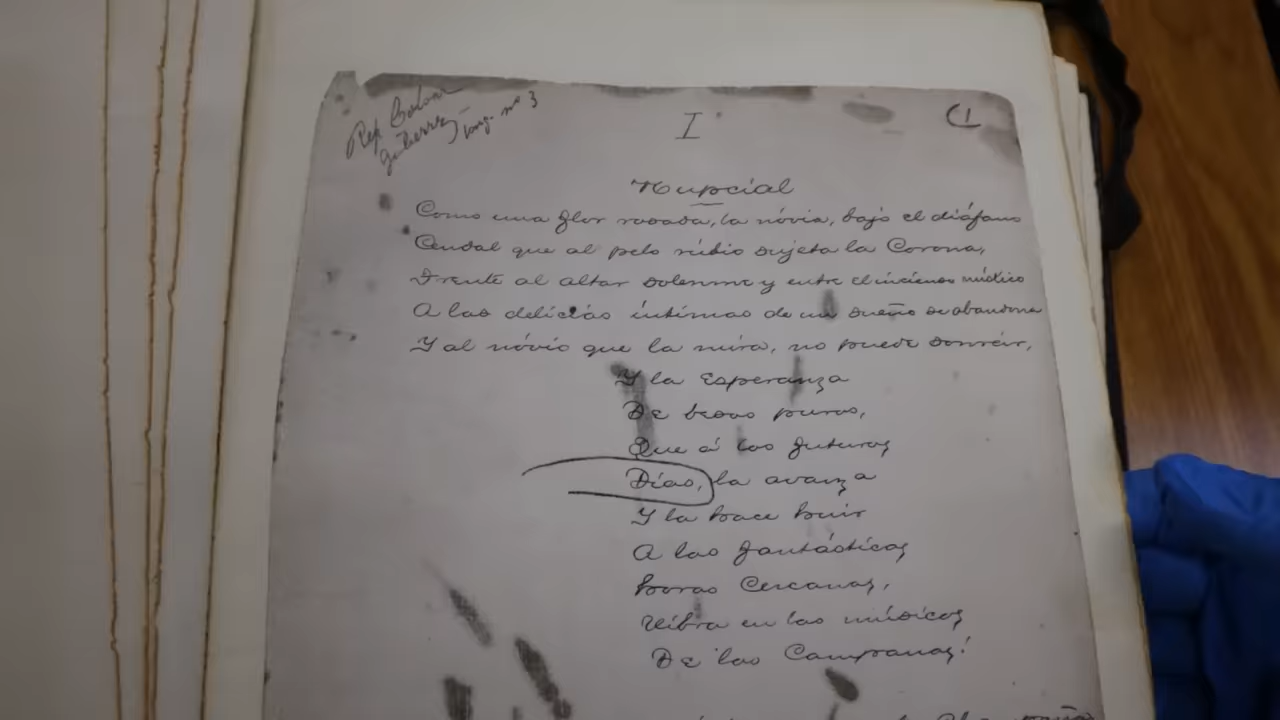 I
C1
Nupcial
Como una flor rosada, la nóvia, bajo el diáfano
Cendal que al pelo rúbio sujeta la Corona,
Frente al altar solemne y entre el incienso místico
A las delicias íntimas de un sueño se abandona
Y al nóvio que la mira, no puede sonreir,
Y la Esperanza
De besos puros,
Que á los futuros
Días, la avanza
Y la hace huir
A las fantásticas
horas Cercanas,
Vibra en las músicas
De las Campanas!